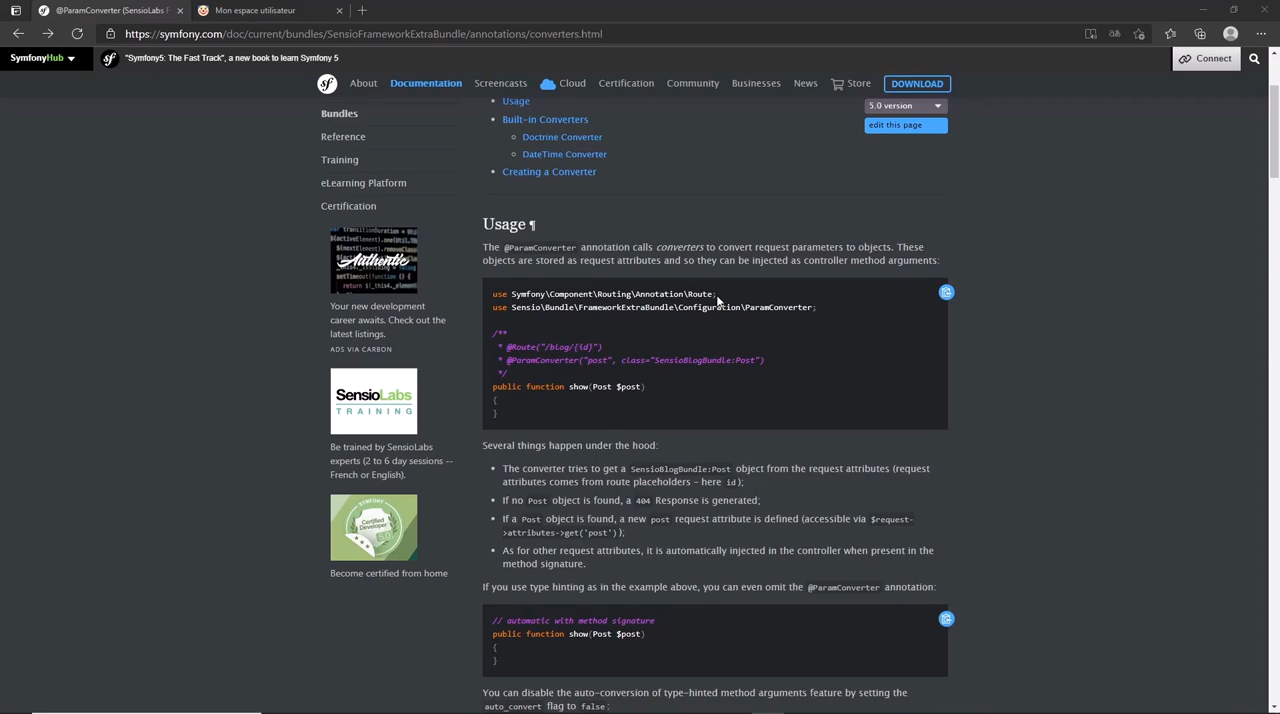 @ParamConverter (SensioLabs F
Mon espace utilisateur
https://symfony.com/doc/current/bundles/SensioFrameworkExtraBundle/annotations/converters.html
SymfonyHub
sf
"Symfony5: The Fast Track", a new book to learn Symfony 5
Connect
sf
About
Documentation
Screencasts
Cloud
Certification
Community
Businesses
News
Store
DOWNLOAD
Bundles
Reference
Training
eLearning Platform
Certification
Authentic
Your new development
career awaits. Check out the
latest listings.
ADS VIA CARBON
SensioLabs
TRAINING
Be trained by SensioLabs
experts (2 to 6 day sessions --
French or English).
Become certified from home
Usage
Built-in Converters
Doctrine Converter
DateTime Converter
Creating a Converter
5.0 version
edit this page
Usage ¶
The @ParamConverter annotation calls converters to convert request parameters to objects. These
objects are stored as request attributes and so they can be injected as controller method arguments:
use Symfony\Component\Routing\Annotation\Route;
use Sensio\Bundle\FrameworkExtraBundle\Configuration\ParamConverter;
/**
* @Route("/blog/{id}")
* @ParamConverter("post", class="SensioBlogBundle:Post")
*/
public function show(Post $post)
{
}
Several things happen under the hood:
The converter tries to get a SensioBlogBundle:Post object from the request attributes (request
attributes comes from route placeholders – here id);
If no Post object is found, a 404 Response is generated;
If a Post object is found, a new post request attribute is defined (accessible via $request-
>attributes->get('post'));
As for other request attributes, it is automatically injected in the controller when present in the
method signature.
If you use type hinting as in the example above, you can even omit the @ParamConverter annotation:
// automatic with method signature
public function show(Post $post)
{
}
You can disable the auto-conversion of type-hinted method arguments feature by setting the
auto_convert flag to false: